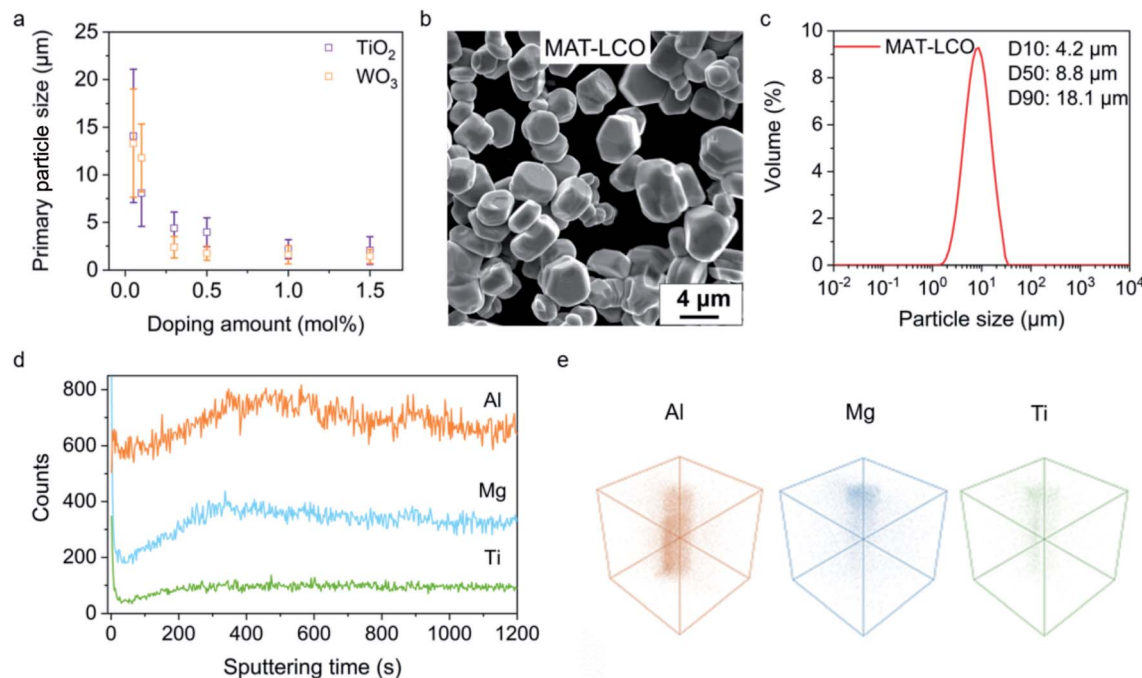 a
25
20
15
10
5
0
Primary particle size (µm)
TiO2
WO3
0.0 0.5 1.0 1.5
Doping amount (mol%)
b
MAT-LCO
4 µm
c
10
8
6
4
2
0
Volume (%)
MAT-LCO
D10: 4.2 µm
D50: 8.8 µm
D90: 18.1 µm
10-2 10-1 100 101 102 103 104
Particle size (µm)
d
800
600
400
200
0
Counts
Al
Mg
Ti
0 200 400 600 800 1000 1200
Sputtering time (s)
e
Al Mg Ti